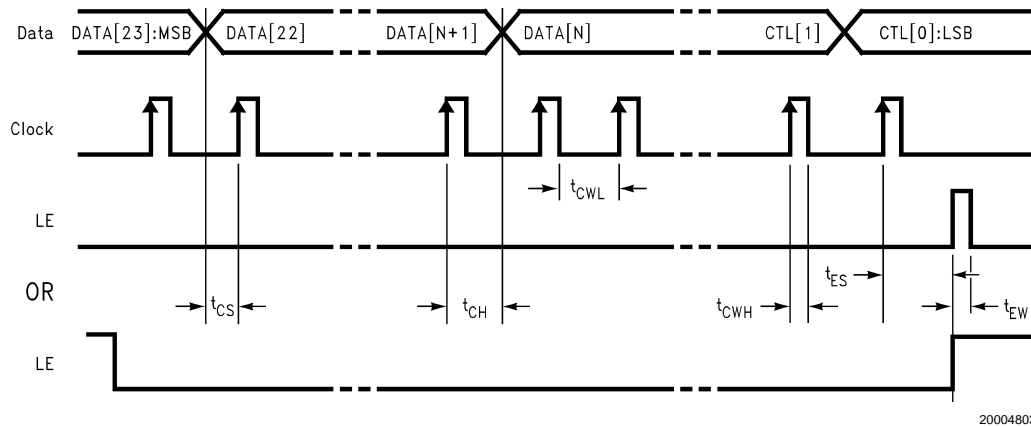 Data DATA[23]:MSB DATA[22] DATA[N+1] DATA[N] CTL[1] CTL[0]:LSB
Clock
tCWL
LE
tES
OR
tCS tCH tCWH tEW
LE
20004803